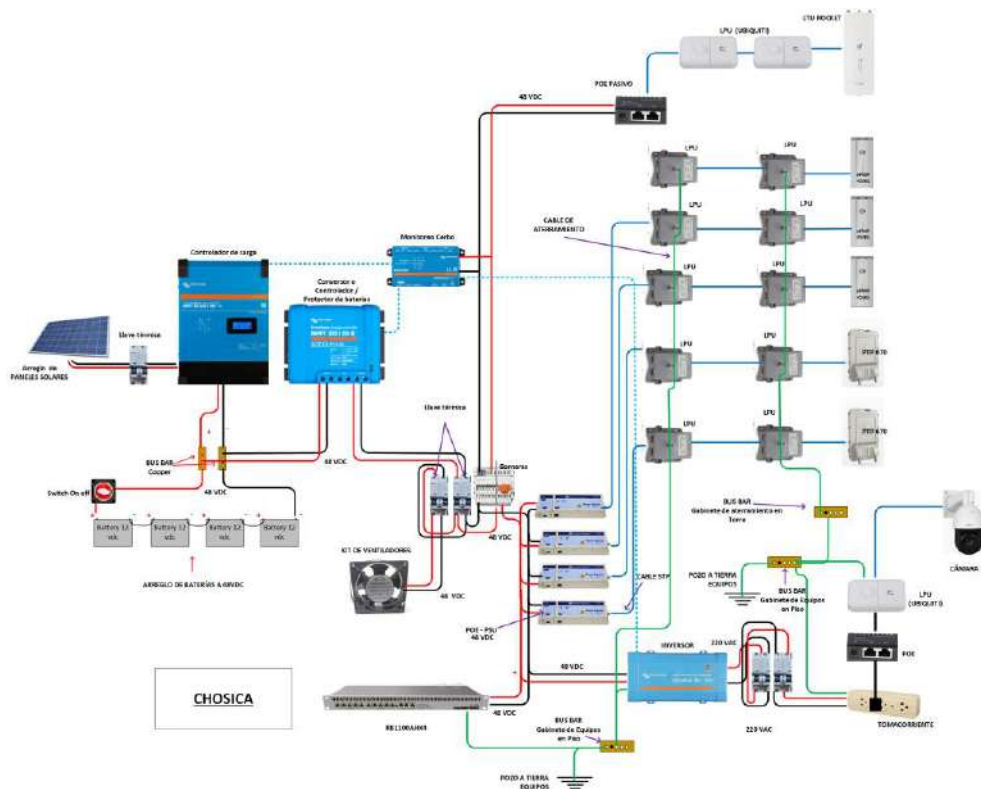 LTU ROCKET
LPU (UBIQUITI)
POE PASIVO
48 VDC
LPU
LPU
LPU
LPU
CABLE DE
ATERRAMIENTO
Monitoreo Cerbo
Controlador de carga
Conversor o
Controlador /
Protector de baterías
LPU
LPU
Llave térmica
Arreglo de
PANELES SOLARES
LPU
LPU
PTP 670
Llave térmica
LPU
LPU
PTP 670
BUS BAR
Copper
48 VDC
Borneras
Switch On off
48 VDC
BUS BAR
Gabinete de aterramiento en
Torre
Battery 12
vdc
Battery 12
vdc
Battery 12
vdc
Battery 12
vdc
48 VDC
CÁMARA
ARREGLO DE BATERÍAS A 48VDC
KIT DE VENTILADORES
POZO A TIERRA
EQUIPOS
BUS BAR
Gabinete de Equipos
en Piso
LPU
(UBIQUITI)
CABLE STP
48 VDC
POE - PSU
48 VDC
INVERSOR
220 VAC
POE
48 VDC
CHOSICA
48 VDC
RB1100AHX4
BUS BAR
Gabinete de Equipos
en Piso
220 VAC
TOMACORRIENTE
POZO A TIERRA
EQUIPOS